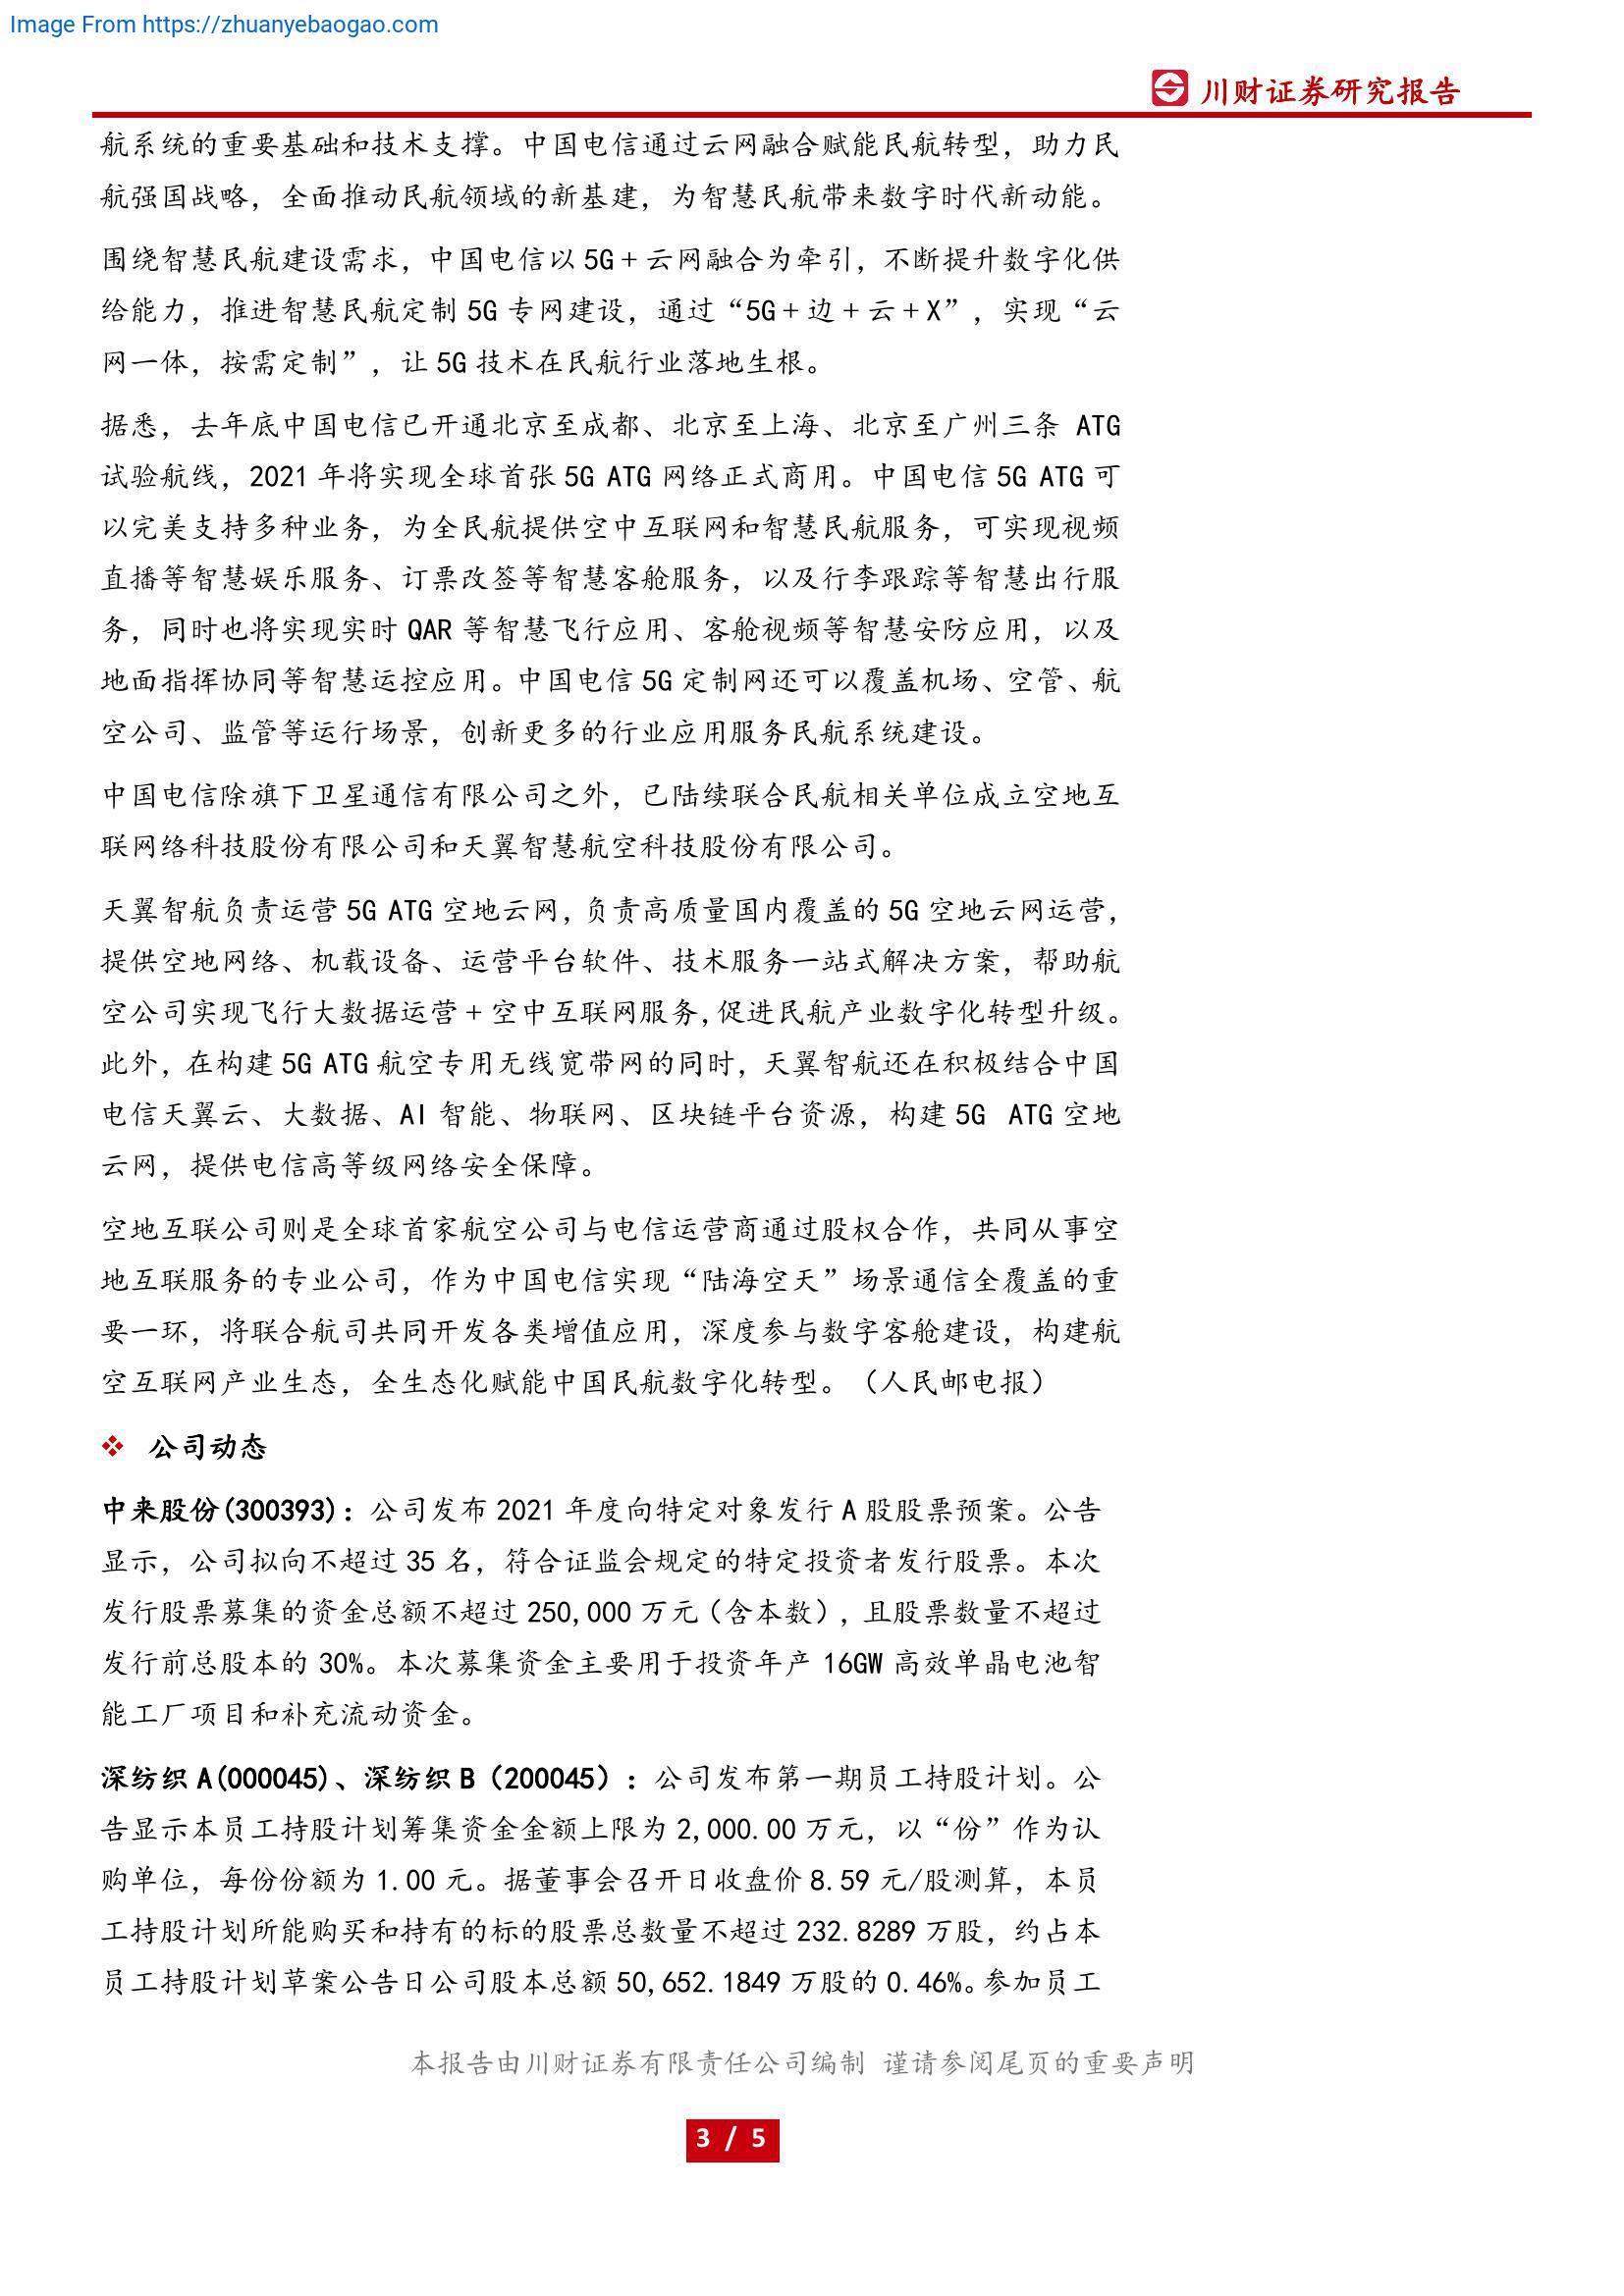 Image From https://zhuanyebaogao.com
川财证券研究报告
航系统的重要基础和技术支撑。中国电信通过云网融合赋能民航转型，助力民
航强国战略，全面推动民航领域的新基建，为智慧民航带来数字时代新动能。
围绕智慧民航建设需求，中国电信以 5G＋云网融合为牵引，不断提升数字化供
给能力，推进智慧民航定制 5G 专网建设，通过“5G＋边＋云＋X”，实现“云
网一体，按需定制”，让 5G 技术在民航行业落地生根。
据悉，去年底中国电信已开通北京至成都、北京至上海、北京至广州三条 ATG
试验航线，2021 年将实现全球首张 5G ATG 网络正式商用。中国电信 5G ATG 可
以完美支持多种业务，为全民航提供空中互联网和智慧民航服务，可实现视频
直播等智慧娱乐服务、订票改签等智慧客舱服务，以及行李跟踪等智慧出行服
务，同时也将实现实时 QAR 等智慧飞行应用、客舱视频等智慧安防应用，以及
地面指挥协同等智慧运控应用。中国电信 5G 定制网还可以覆盖机场、空管、航
空公司、监管等运行场景，创新更多的行业应用服务民航系统建设。
中国电信除旗下卫星通信有限公司之外，已陆续联合民航相关单位成立空地互
联网络科技股份有限公司和天翼智慧航空科技股份有限公司。
天翼智航负责运营 5G ATG 空地云网，负责高质量国内覆盖的 5G 空地云网运营，
提供空地网络、机载设备、运营平台软件、技术服务一站式解决方案，帮助航
空公司实现飞行大数据运营＋空中互联网服务，促进民航产业数字化转型升级。
此外，在构建 5G ATG 航空专用无线宽带网的同时，天翼智航还在积极结合中国
电信天翼云、大数据、AI 智能、物联网、区块链平台资源，构建 5G ATG 空地
云网，提供电信高等级网络安全保障。
空地互联公司则是全球首家航空公司与电信运营商通过股权合作，共同从事空
地互联服务的专业公司，作为中国电信实现“陆海空天”场景通信全覆盖的重
要一环，将联合航司共同开发各类增值应用，深度参与数字客舱建设，构建航
空互联网产业生态，全生态化赋能中国民航数字化转型。（人民邮电报）
❖ 公司动态
中来股份(300393)：公司发布 2021 年度向特定对象发行 A 股股票预案。公告
显示，公司拟向不超过 35 名，符合证监会规定的特定投资者发行股票。本次
发行股票募集的资金总额不超过 250,000 万元（含本数），且股票数量不超过
发行前总股本的 30%。本次募集资金主要用于投资年产 16GW 高效单晶电池智
能工厂项目和补充流动资金。
深纺织 A(000045)、深纺织 B（200045）：公司发布第一期员工持股计划。公
告显示本员工持股计划筹集资金金额上限为 2,000.00 万元，以“份”作为认
购单位，每份份额为 1.00 元。据董事会召开日收盘价 8.59 元/股测算，本员
工持股计划所能购买和持有的标的股票总数量不超过 232.8289 万股，约占本
员工持股计划草案公告日公司股本总额 50,652.1849 万股的 0.46%。参加员工
本报告由川财证券有限责任公司编制 谨请参阅尾页的重要声明
3 / 5